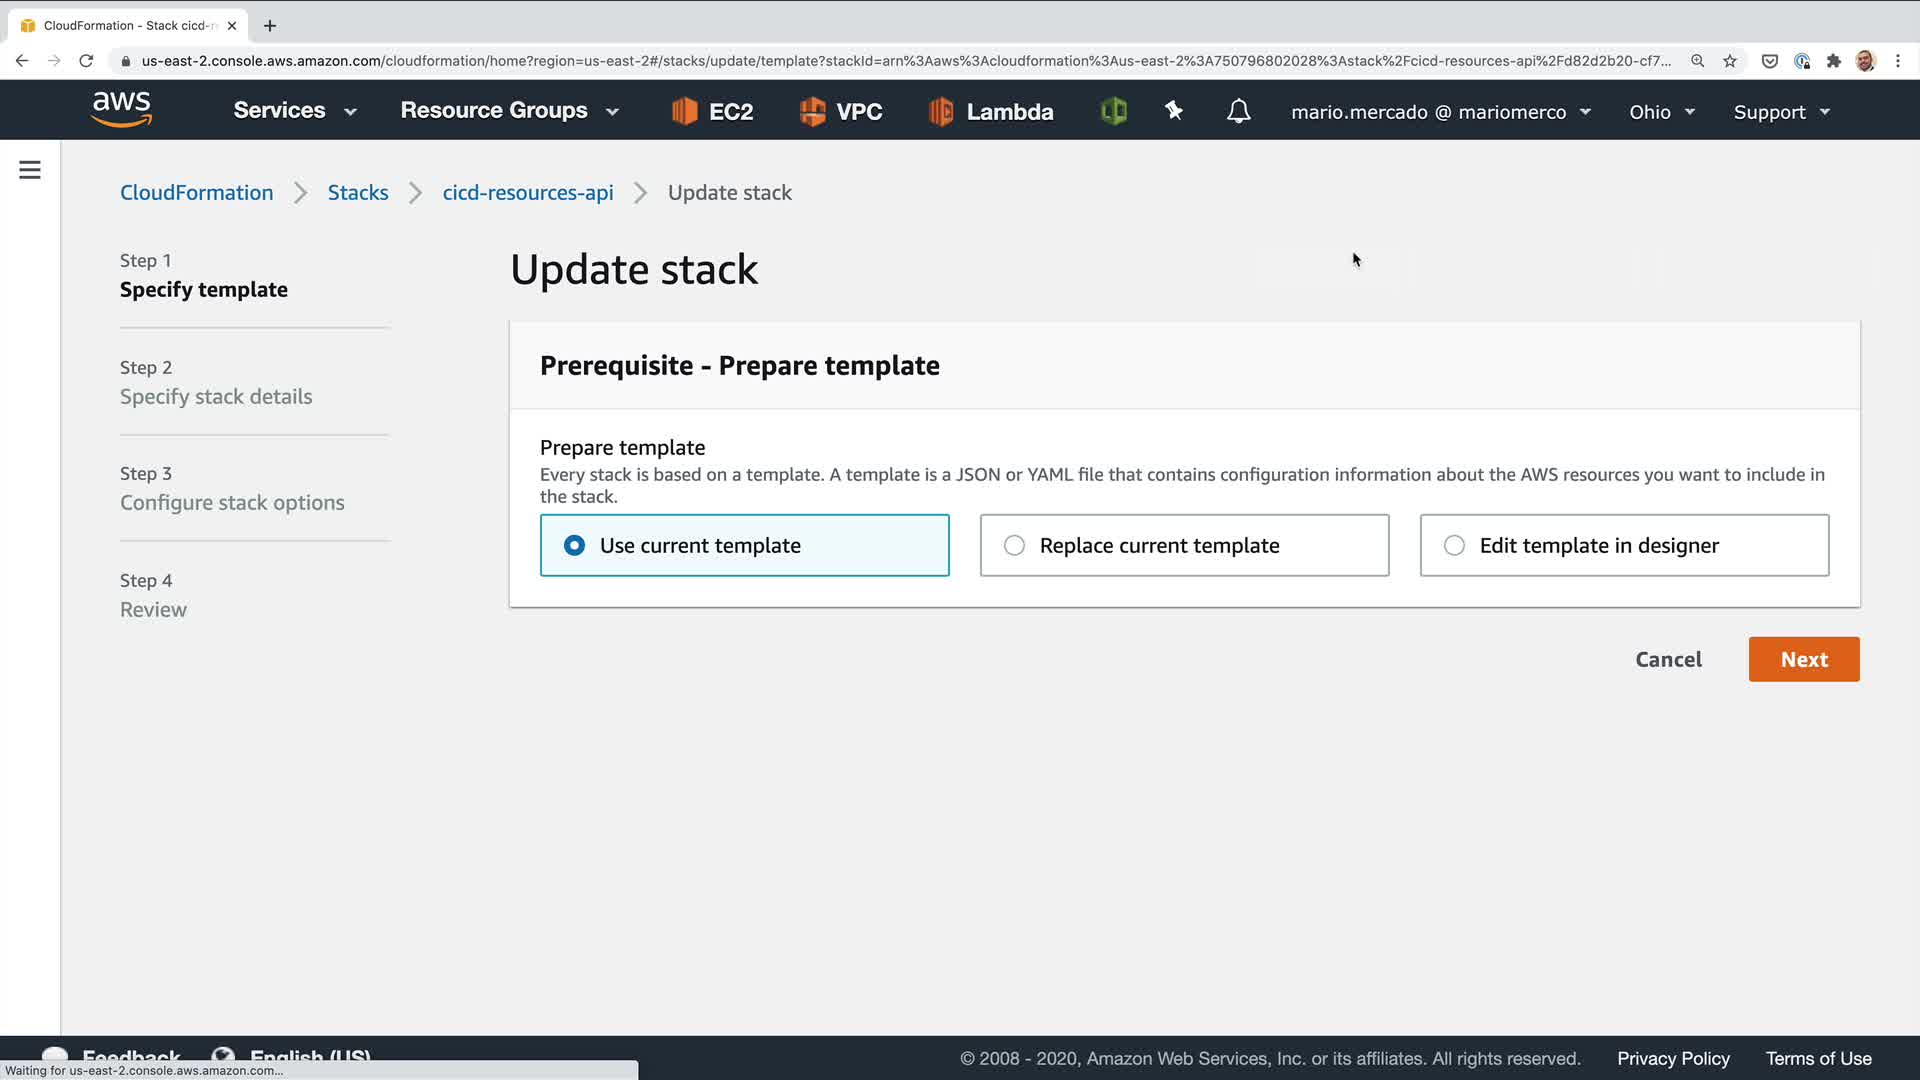 CloudFormation - Stack cicd-r
us-east-2.console.aws.amazon.com/cloudformation/home?region=us-east-2#/stacks/update/template?stackId=arn%3Aaws%3Acloudformation%3Aus-east-2%3A750796802028%3Astack%2Fcicd-resources-api%2Fd82d2b20-cf7...
aws
Services
Resource Groups
EC2
VPC
Lambda
mario.mercado @ mariomerco
Ohio
Support
CloudFormation
Stacks
cicd-resources-api
Update stack
Step 1
Specify template
Step 2
Specify stack details
Step 3
Configure stack options
Step 4
Review
Update stack
Prerequisite - Prepare template
Prepare template
Every stack is based on a template. A template is a JSON or YAML file that contains configuration information about the AWS resources you want to include in
the stack.
Use current template
Replace current template
Edit template in designer
Cancel
Next
Feedback
English (US)
© 2008 - 2020, Amazon Web Services, Inc. or its affiliates. All rights reserved.
Privacy Policy
Terms of Use
Waiting for us-east-2.console.aws.amazon.com...